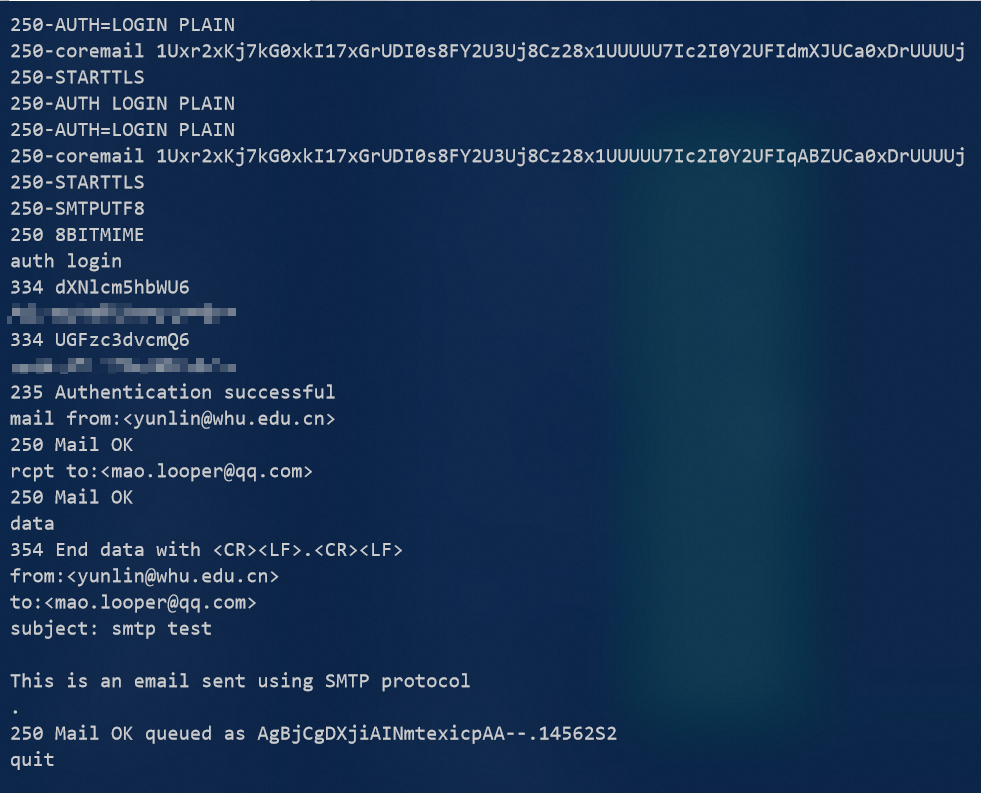 250-AUTH=LOGIN PLAIN
250-coremail 1Uxr2xKj7kG0xkI17xGrUDI0s8FY2U3Uj8Cz28x1UUUUU7Ic2I0Y2UFIdmXJUCa0xDrUUUUj
250-STARTTLS
250-AUTH LOGIN PLAIN
250-AUTH=LOGIN PLAIN
250-coremail 1Uxr2xKj7kG0xkI17xGrUDI0s8FY2U3Uj8Cz28x1UUUUU7Ic2I0Y2UFIqABZUCa0xDrUUUUj
250-STARTTLS
250-SMTPUTF8
250 8BITMIME
auth login
334 dXNlcm5hbWU6
334 UGFzc3dvcmQ6
235 Authentication successful
mail from:<yunlin@whu.edu.cn>
250 Mail OK
rcpt to:<mao.looper@qq.com>
250 Mail OK
data
354 End data with <CR><LF>.<CR><LF>
from:<yunlin@whu.edu.cn>
to:<mao.looper@qq.com>
subject: smtp test
This is an email sent using SMTP protocol
.
250 Mail OK queued as AgBjCgDXjiAINmtexicpAA--.14562S2
quit